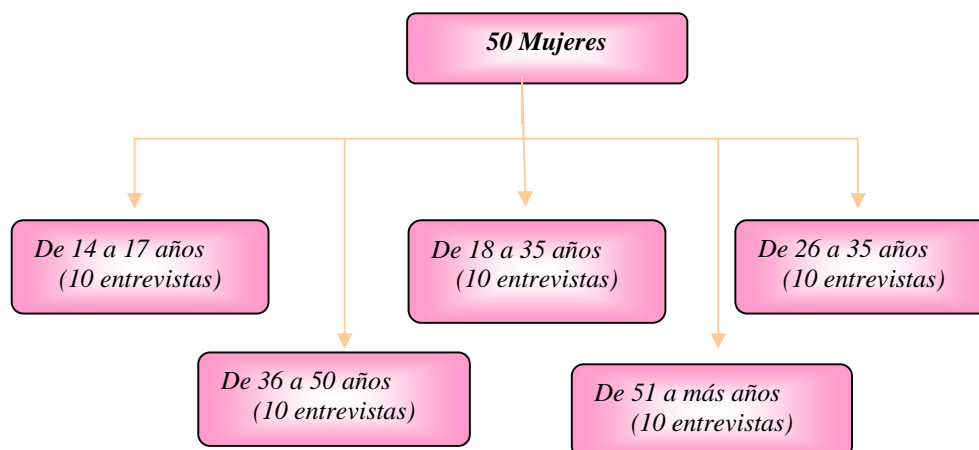 50 Mujeres
De 14 a 17 años
(10 entrevistas)
De 18 a 35 años
(10 entrevistas)
De 26 a 35 años
(10 entrevistas)
De 36 a 50 años
(10 entrevistas)
De 51 a más años
(10 entrevistas)